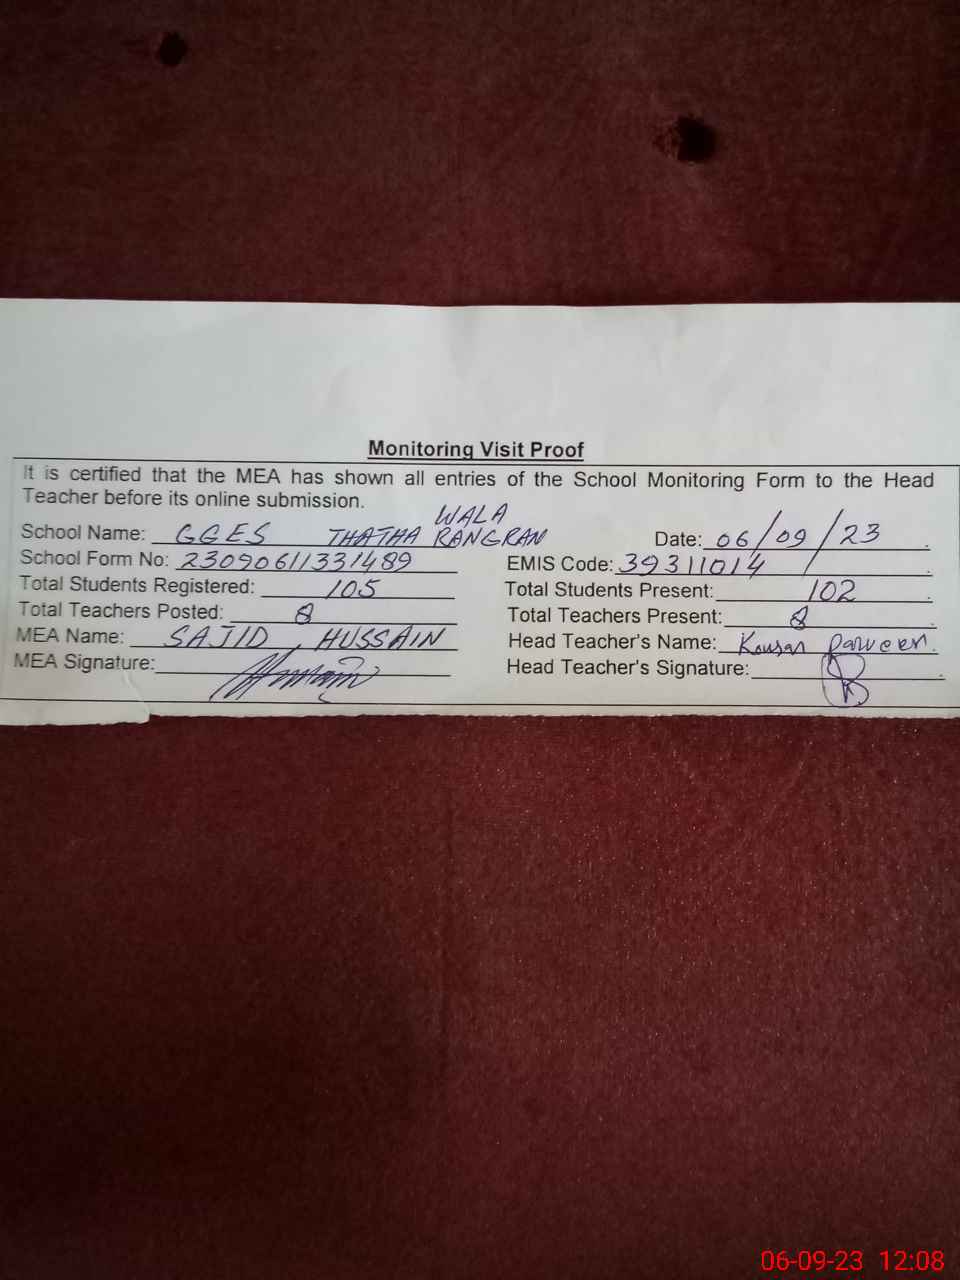 Monitoring Visit Proof
It is certified that the MEA has shown all entries of the School Monitoring Form to the Head
Teacher before its online submission.
WALA
School Name: GGES THATHA RANGRAN Date: 06/09/23
School Form No: 23090611331489 EMIS Code: 39311014
Total Students Registered: 105 Total Students Present: 102
Total Teachers Posted: 8 Total Teachers Present: 8
MEA Name: SAJID HUSSAIN Head Teacher's Name: Kousar Parveen.
MEA Signature: Head Teacher's Signature:
06-09-23 12:08